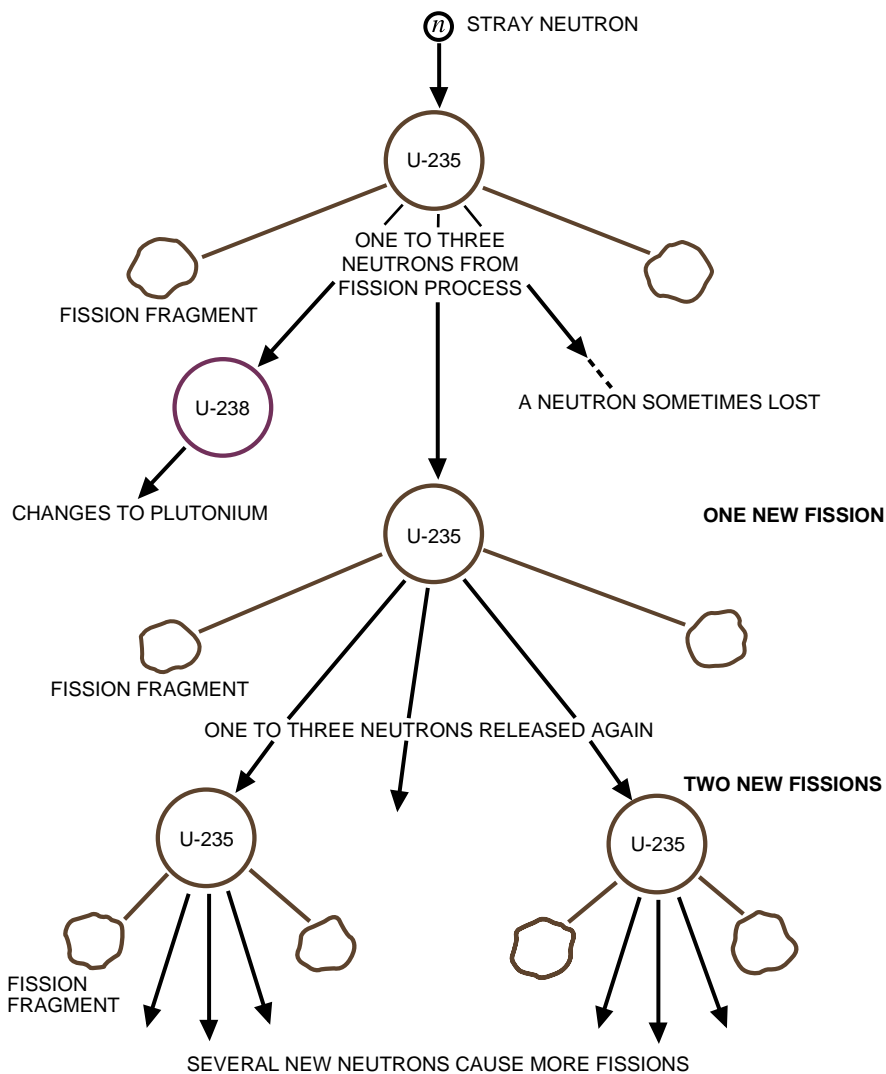 n STRAY NEUTRON
U-235
ONE TO THREE
NEUTRONS FROM
FISSION PROCESS
FISSION FRAGMENT
U-238
A NEUTRON SOMETIMES LOST
CHANGES TO PLUTONIUM
ONE NEW FISSION
U-235
FISSION FRAGMENT
ONE TO THREE NEUTRONS RELEASED AGAIN
TWO NEW FISSIONS
U-235
U-235
FISSION
FRAGMENT
SEVERAL NEW NEUTRONS CAUSE MORE FISSIONS